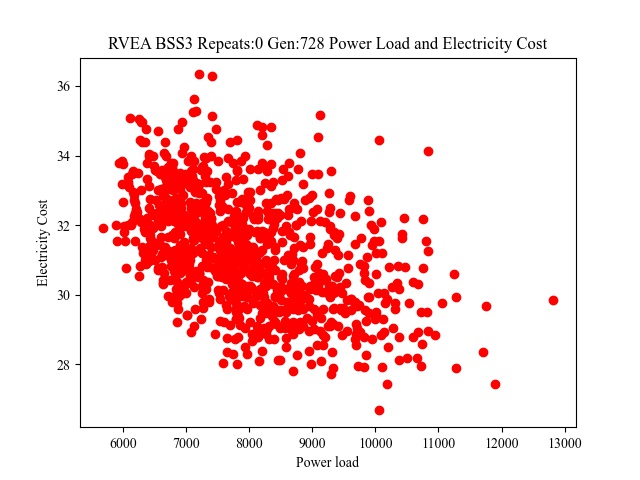 RVEA BSS3 Repeats:0 Gen:728 Power Load and Electricity Cost
36
34
32
30
28
Electricity Cost
6000 7000 8000 9000 10000 11000 12000 13000
Power load